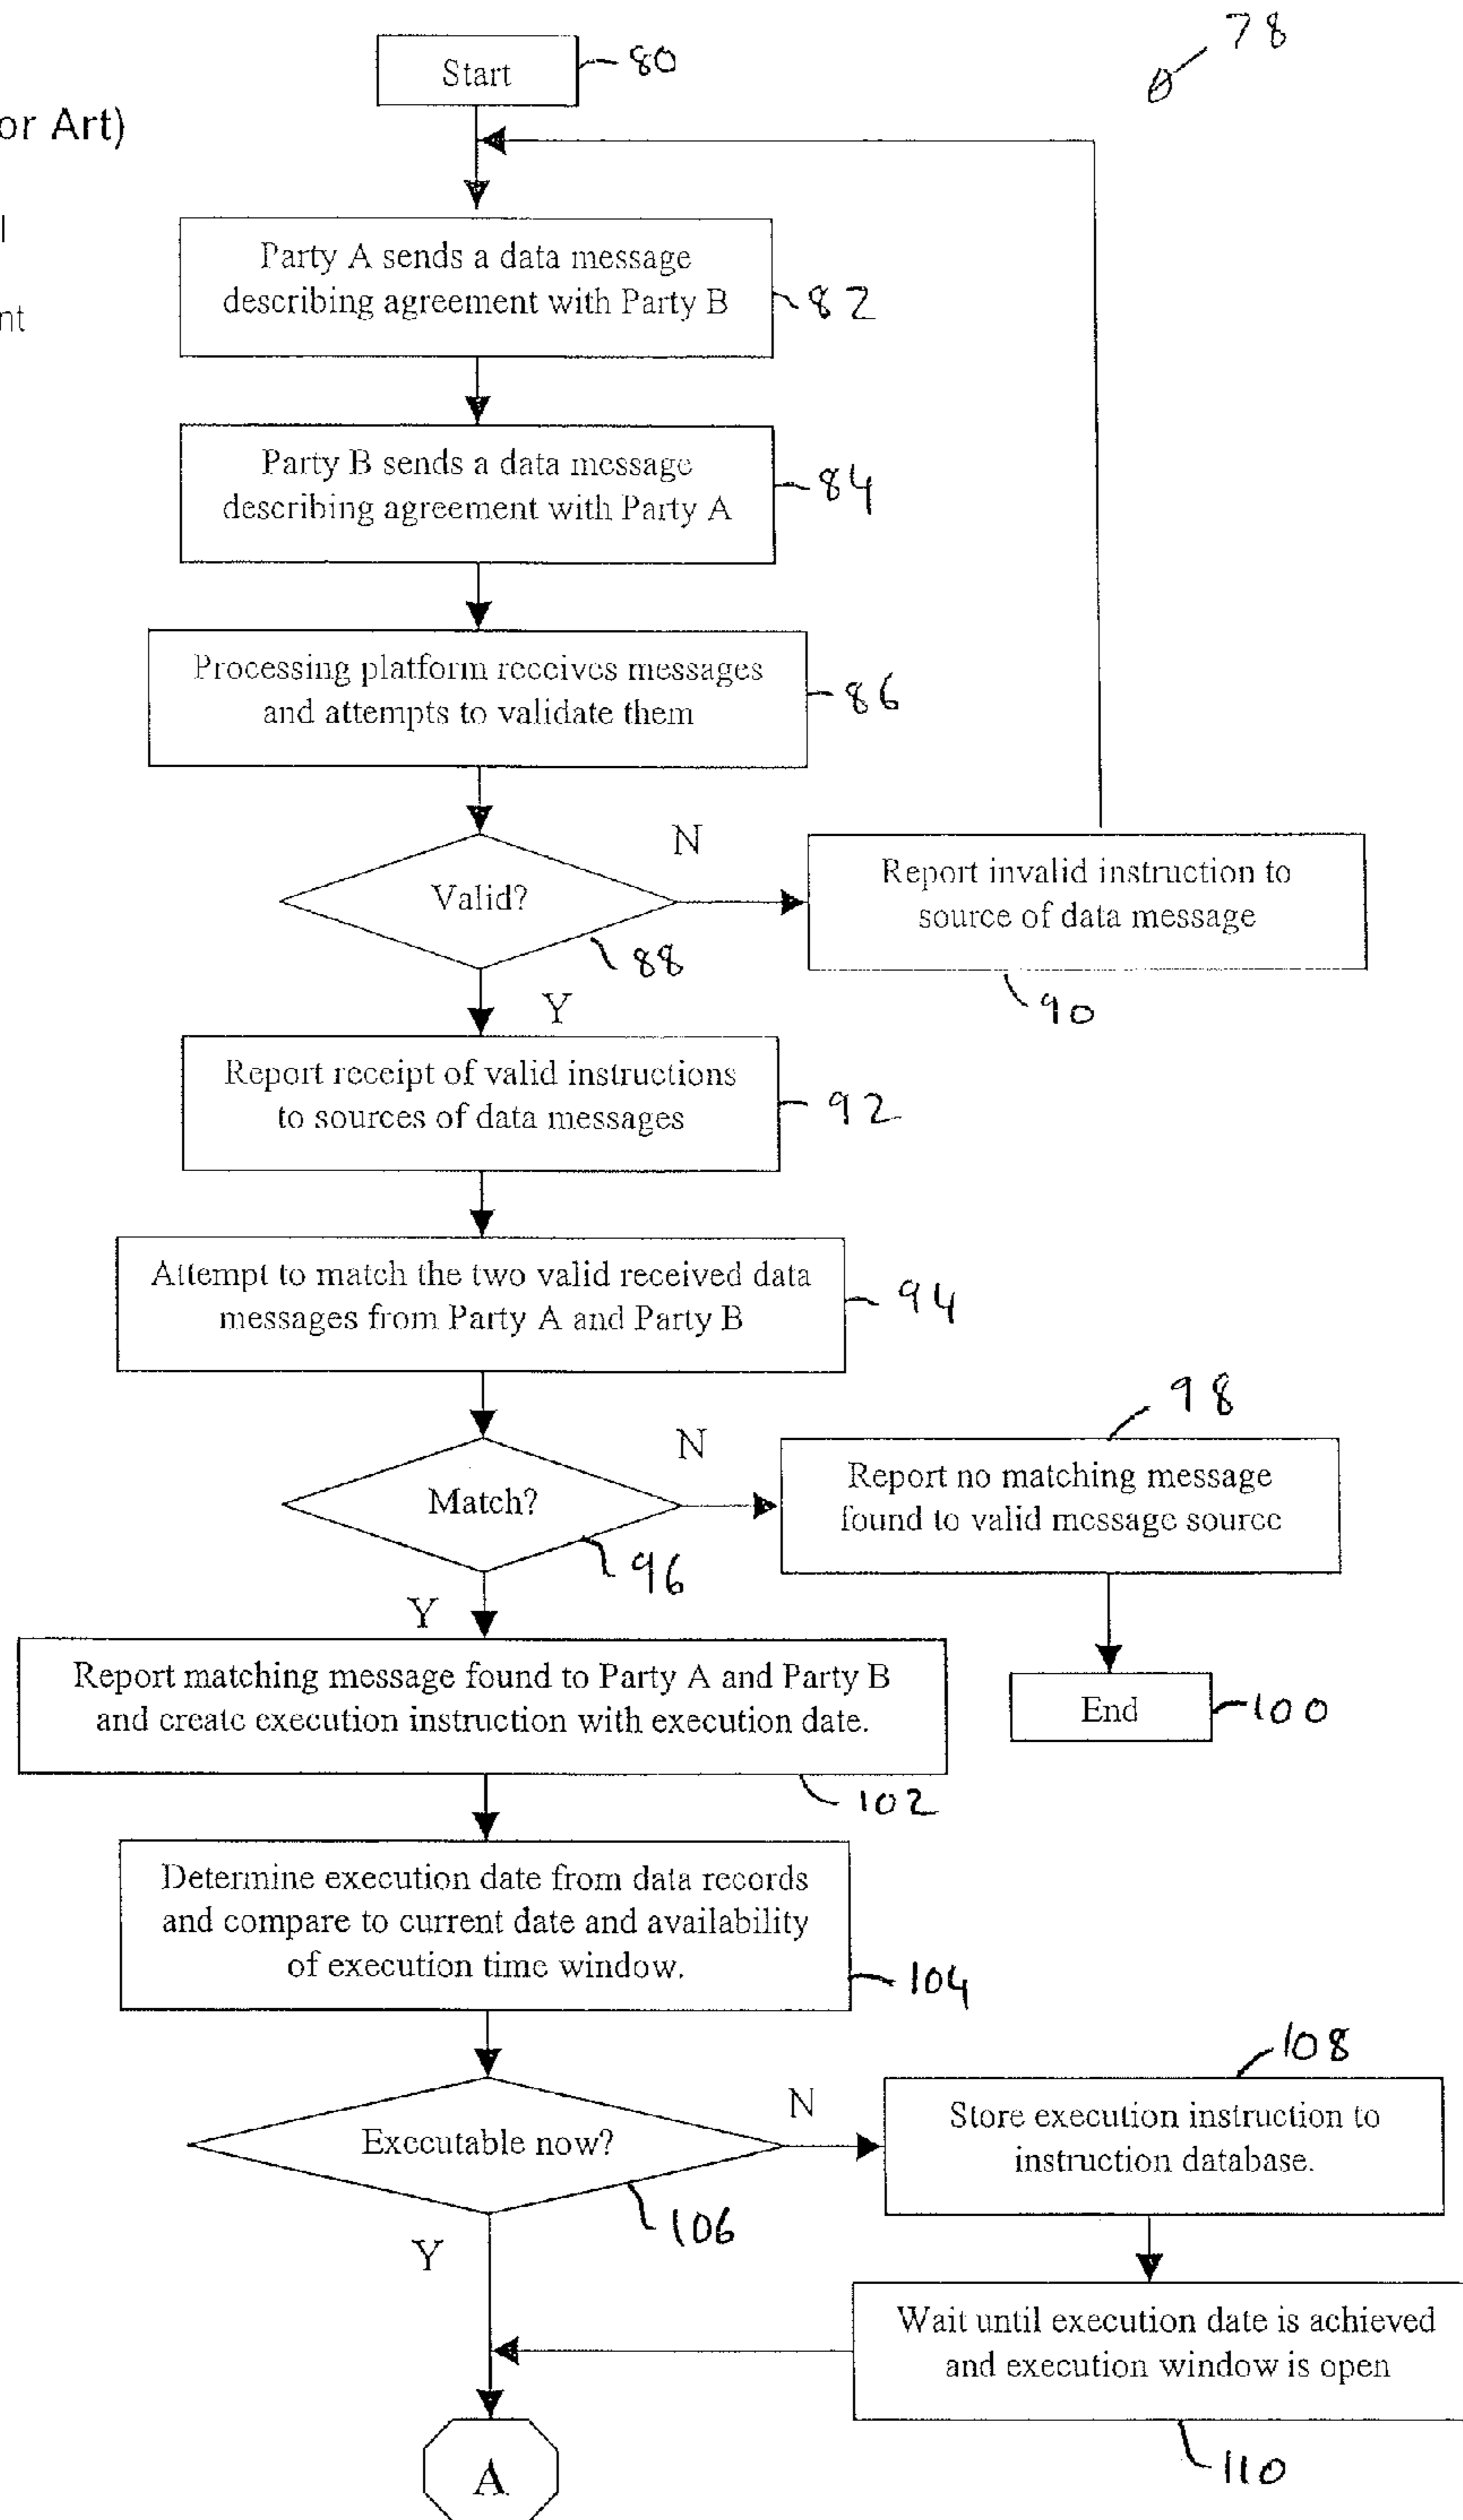 78
Start
80
or Art)
l
nt
Party A sends a data message
describing agreement with Party B
82
Party B sends a data message
describing agreement with Party A
84
Processing platform receives messages
and attempts to validate them
86
Valid?
N
88
Report invalid instruction to
source of data message
90
Y
Report receipt of valid instructions
to sources of data messages
92
Attempt to match the two valid received data
messages from Party A and Party B
94
Match?
N
96
98
Report no matching message
found to valid message source
End
100
Y
Report matching message found to Party A and Party B
and create execution instruction with execution date.
102
Determine execution date from data records
and compare to current date and availability
of execution time window.
104
Executable now?
N
106
108
Store execution instruction to
instruction database.
Y
Wait until execution date is achieved
and execution window is open
110
A